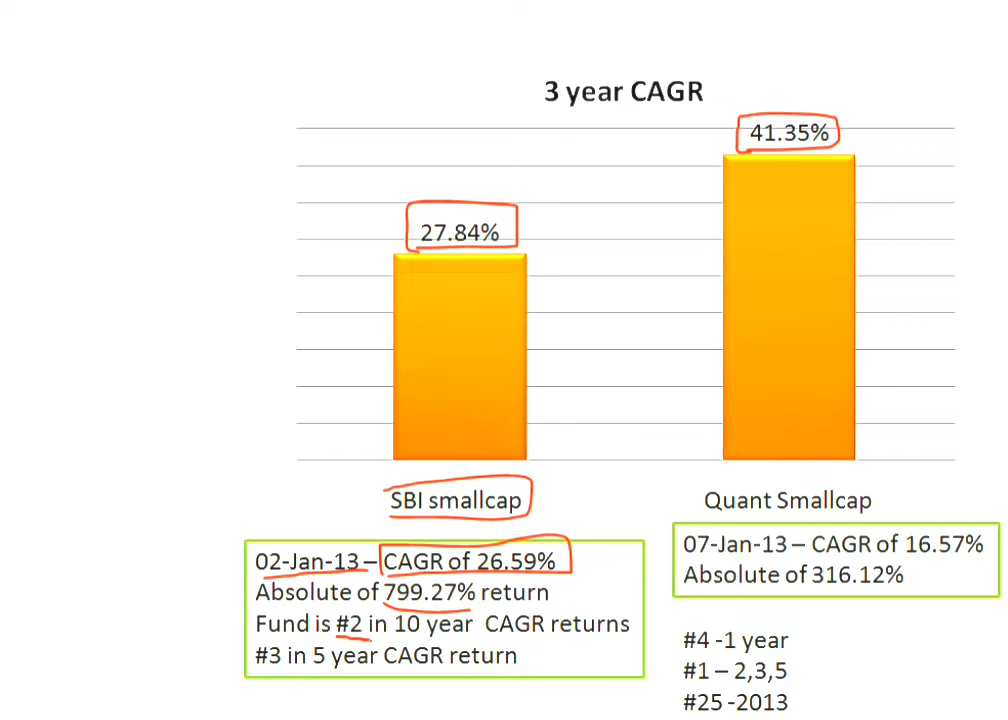 3 year CAGR
41.35%
27.84%
SBI smallcap
Quant Smallcap
02-Jan-13 – CAGR of 26.59%
Absolute of 799.27% return
Fund is #2 in 10 year CAGR returns
#3 in 5 year CAGR return
07-Jan-13 – CAGR of 16.57%
Absolute of 316.12%
#4 -1 year
#1 – 2,3,5
#25 -2013